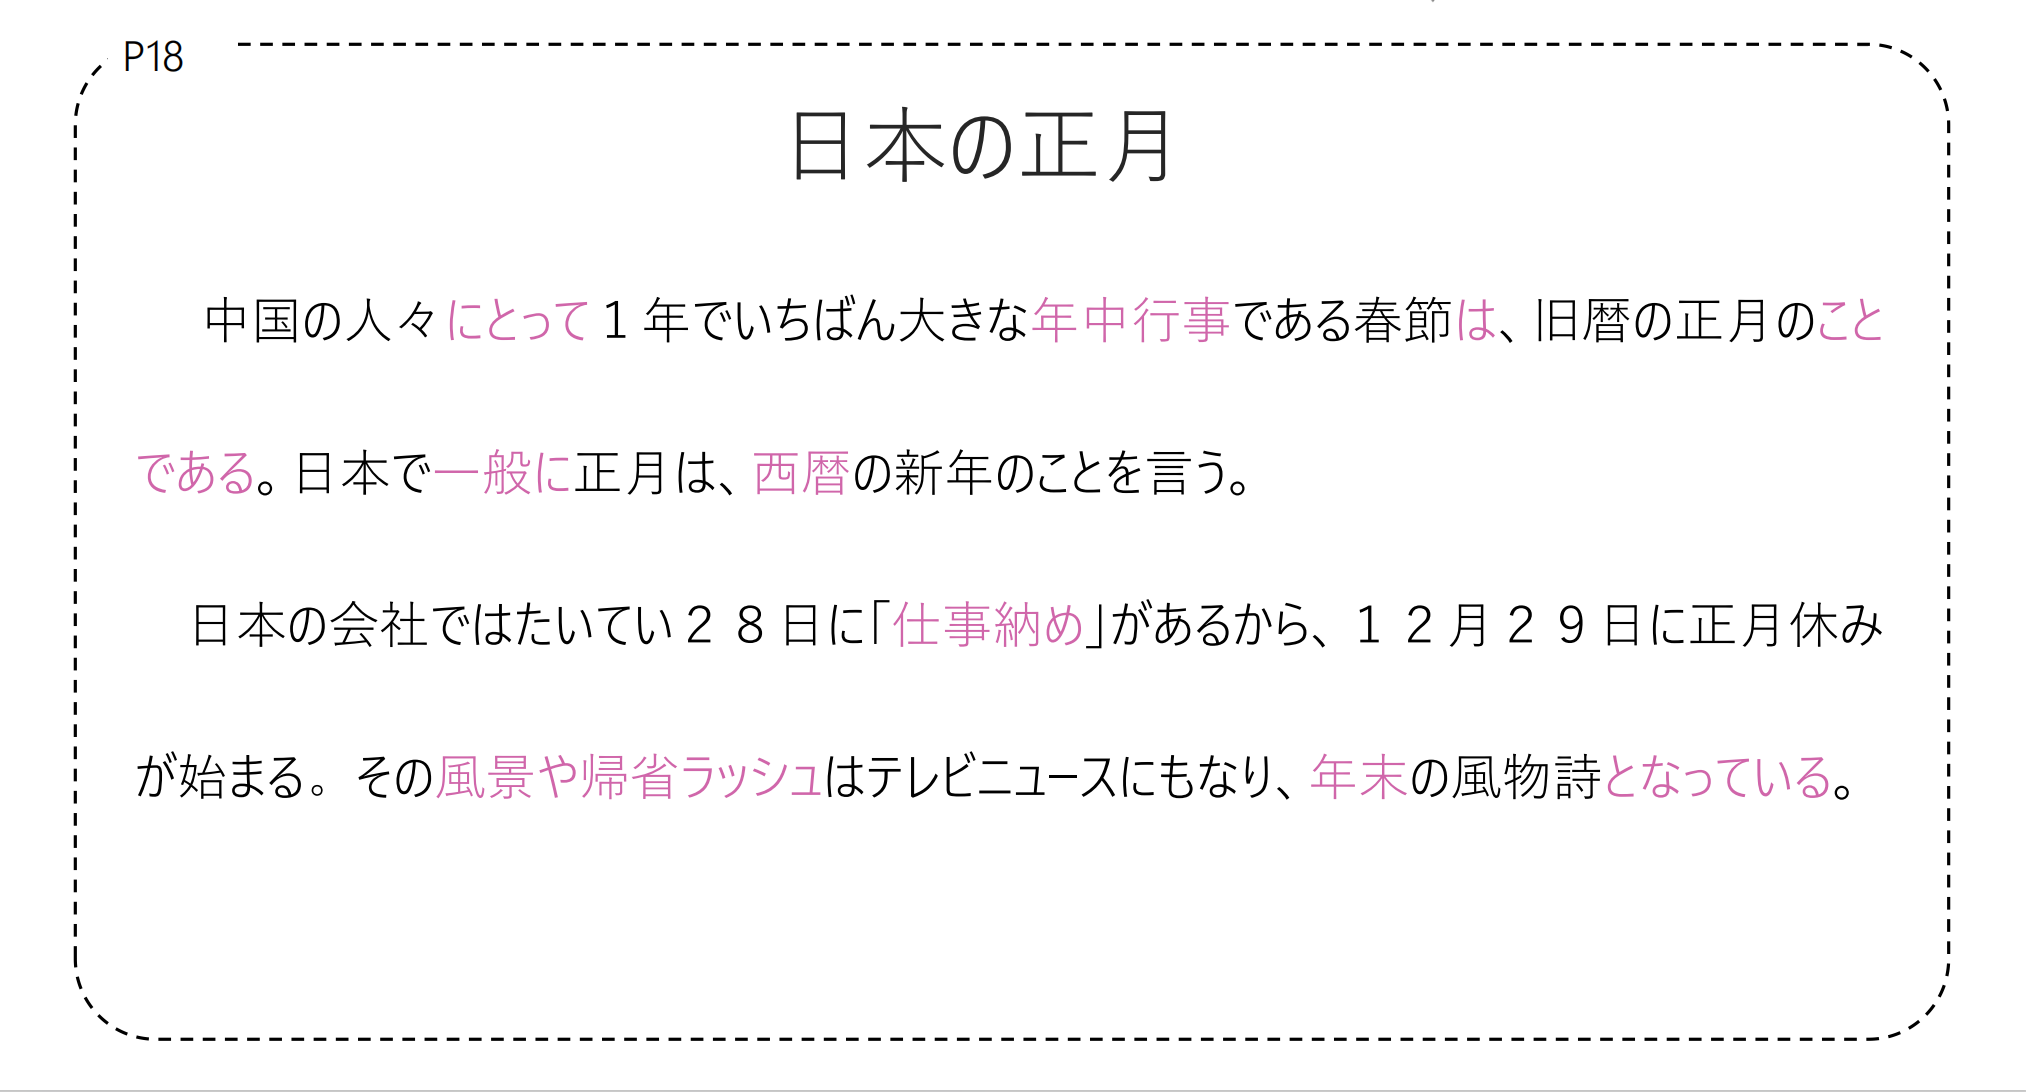 P18
日本の正月
中国の人々にとって１年でいちばん大きな年中行事である春節は、旧暦の正月のこと
である。日本で一般に正月は、西暦の新年のことを言う。
日本の会社ではたいてい２８日に「仕事納め」があるから、１２月２９日に正月休み
が始まる。その風景や帰省ラッシュはテレビニュースにもなり、年末の風物詩となっている。